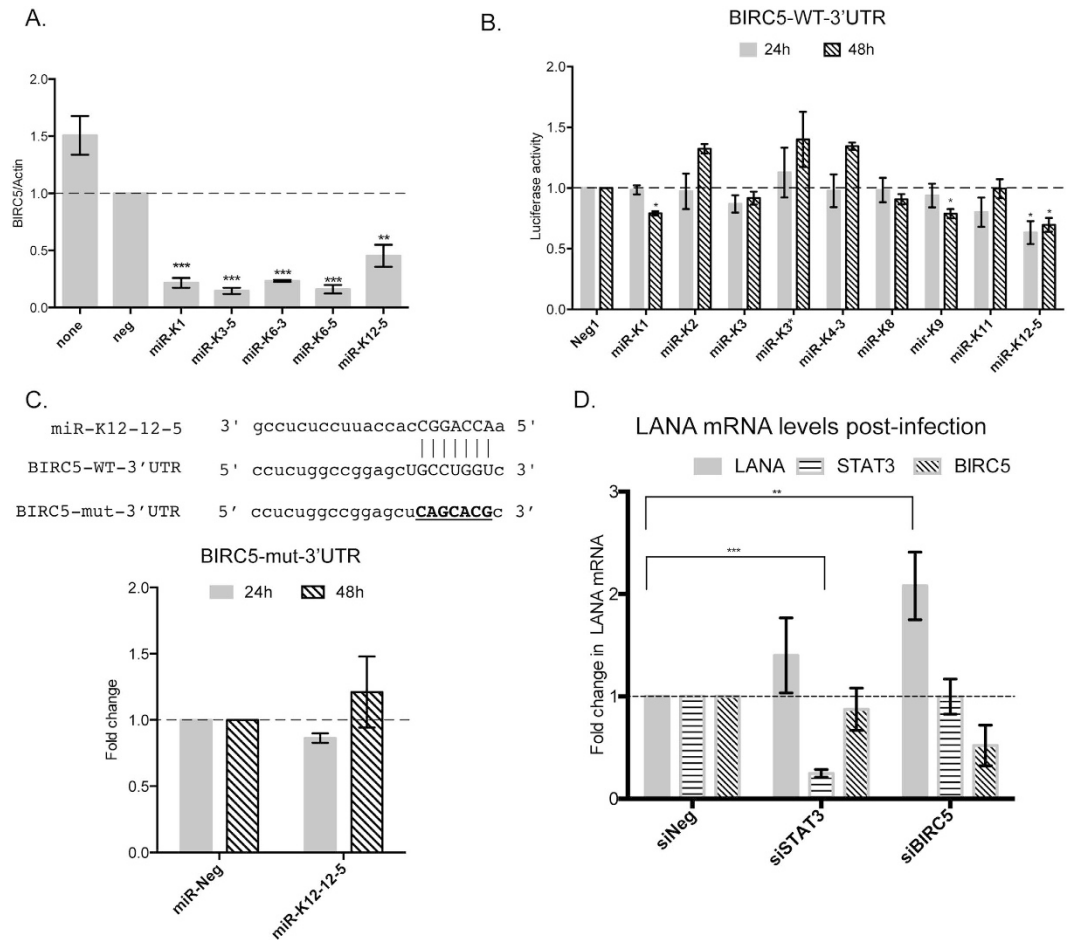 A.
BIRC5/Actin
2.0
1.5
1.0
0.5
0.0
***
***
***
***
**
none
neg
miR-K1
miR-K3-5
miR-K6-3
miR-K6-5
miR-K12-5
B.
BIRC5-WT-3'UTR
24h 48h
Luciferase activity
2.0
1.5
1.0
0.5
0.0
*
*
*
*
Neg1
miR-K1
miR-K2
miR-K3
miR-K3*
miR-K4-3
miR-K8
mir-K9
miR-K11
miR-K12-5
C.
miR-K12-12-5 3' gccucuccuuaccacCGGACCAa 5'
BIRC5-WT-3'UTR 5' ccucuggccggagcUGCCUGGUc 3'
BIRC5-mut-3'UTR 5' ccucuggccggagcuCAGCACGc 3'
BIRC5-mut-3'UTR
24h 48h
Fold change
2.0
1.5
1.0
0.5
0.0
miR-Neg
miR-K12-12-5
D.
LANA mRNA levels post-infection
LANA STAT3 BIRC5
Fold change in LANA mRNA
3
2
1
0
**
***
siNeg
siSTAT3
siBIRC5